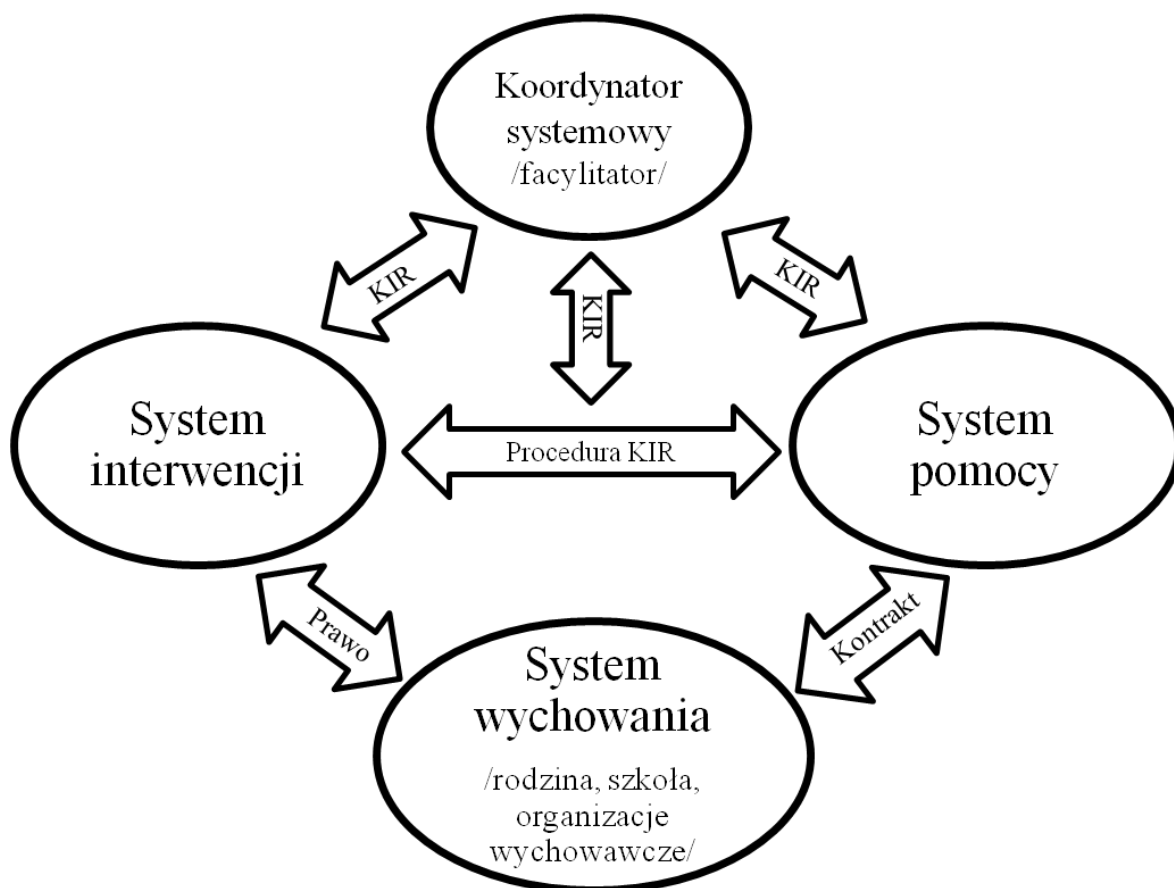 Koordynator
systemowy
/facylitator/
KIR
KIR
KIR
System
interwencji
Procedura KIR
System
pomocy
Prawo
Kontrakt
System
wychowania
/rodzina, szkoła,
organizacje
wychowawcze/